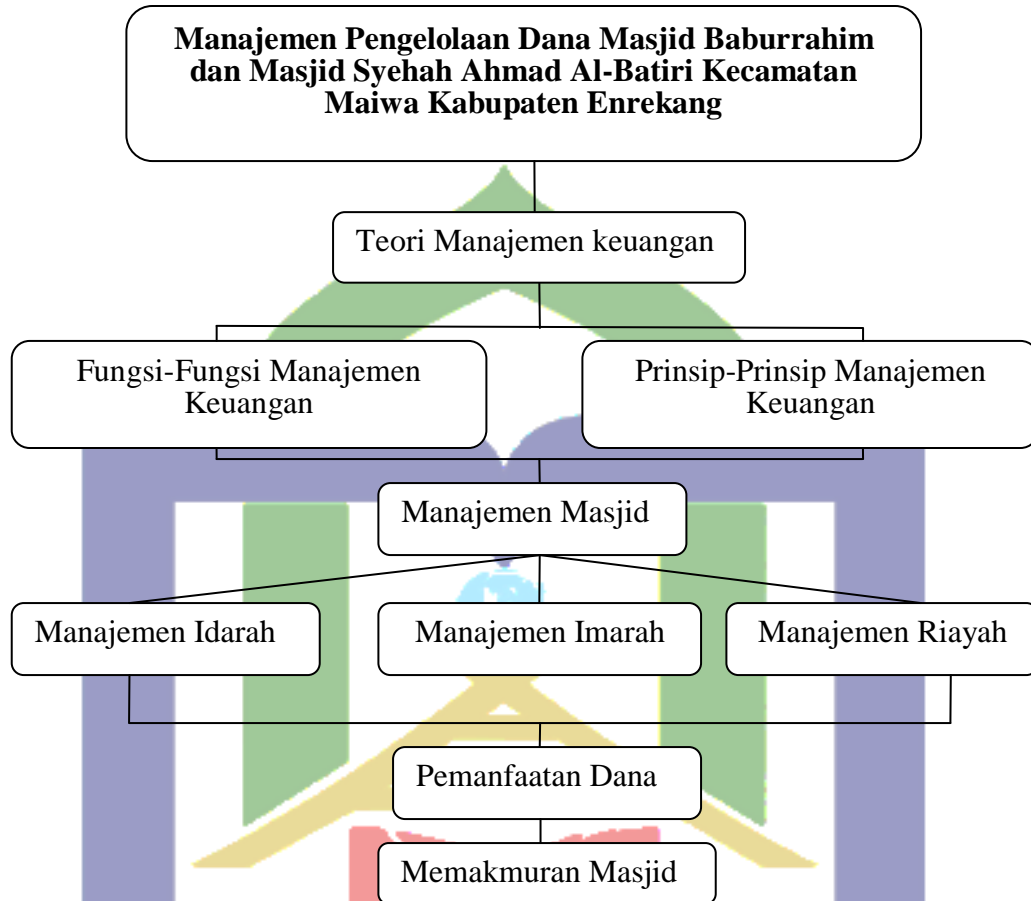 Manajemen Pengelolaan Dana Masjid Baburrahim
dan Masjid Syehah Ahmad Al-Batiri Kecamatan
Maiwa Kabupaten Enrekang
Teori Manajemen keuangan
Fungsi-Fungsi Manajemen
Keuangan
Prinsip-Prinsip Manajemen
Keuangan
Manajemen Masjid
Manajemen Idarah
Manajemen Imarah
Manajemen Riayah
Pemanfaatan Dana
Memakmuran Masjid